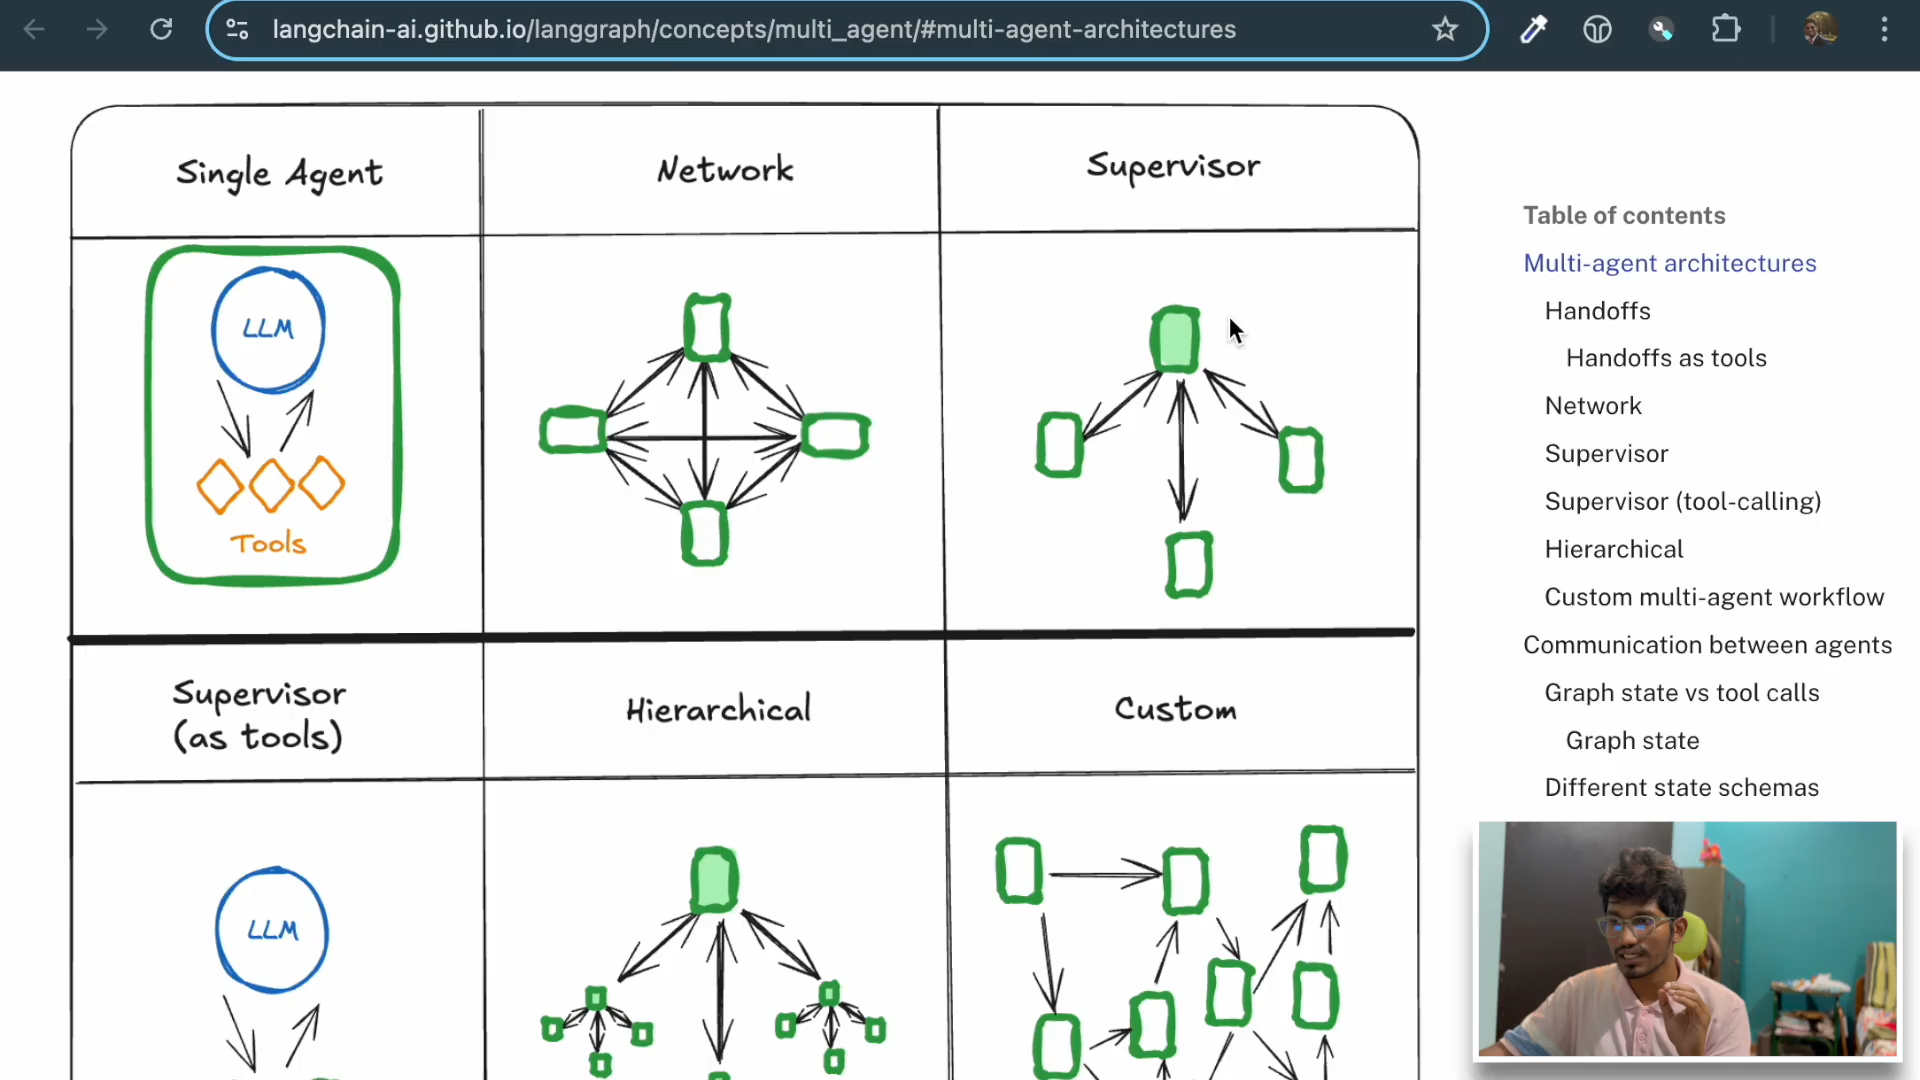 langchain-ai.github.io/langgraph/concepts/multi_agent/#multi-agent-architectures
Single Agent
Network
Supervisor
LLM
Tools
Supervisor
(as tools)
Hierarchical
Custom
LLM
Table of contents
Multi-agent architectures
Handoffs
Handoffs as tools
Network
Supervisor
Supervisor (tool-calling)
Hierarchical
Custom multi-agent workflow
Communication between agents
Graph state vs tool calls
Graph state
Different state schemas